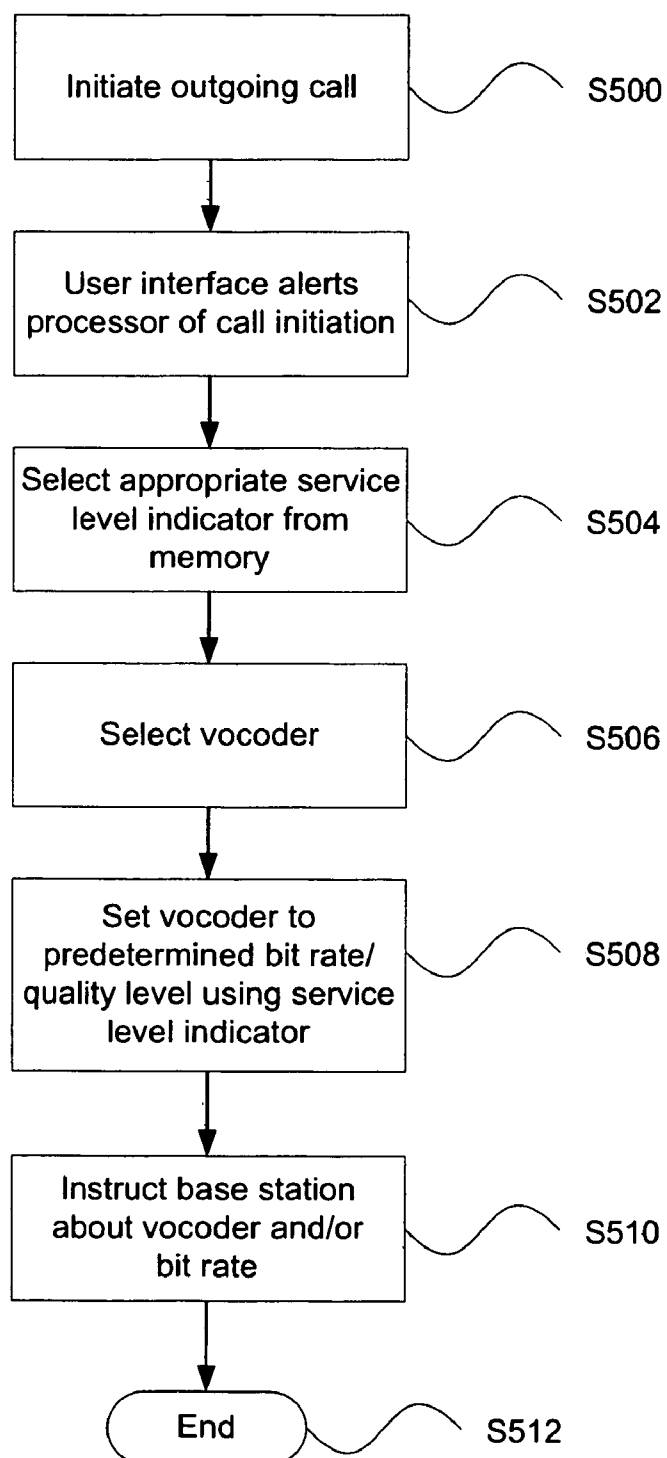 Initiate outgoing call
S500
User interface alerts
processor of call initiation
S502
Select appropriate service
level indicator from
memory
S504
Select vocoder
S506
Set vocoder to
predetermined bit rate/
quality level using service
level indicator
S508
Instruct base station
about vocoder and/or
bit rate
S510
End
S512